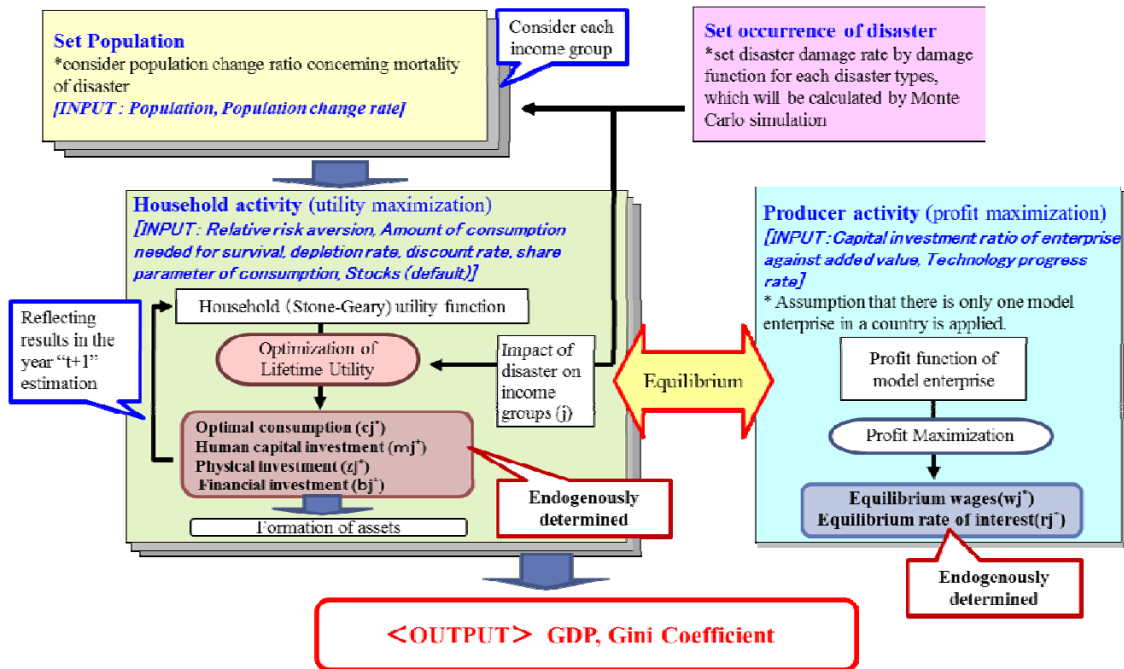 Set Population
*consider population change ratio concerning mortality
of disaster
[INPUT : Population, Population change rate]
Consider each
income group
Set occurrence of disaster
*set disaster damage rate by damage
function for each disaster types,
which will be calculated by Monte
Carlo simulation
Household activity (utility maximization)
[INPUT : Relative risk aversion, Amount of consumption
needed for survival, depletion rate, discount rate, share
parameter of consumption, Stocks (default)]
Household (Stone-Geary) utility function
Reflecting
results in the
year "t+1"
estimation
Optimization of
Lifetime Utility
Impact of
disaster on
income
groups (j)
Optimal consumption (cj*)
Human capital investment (mj*)
Physical investment (zj*)
Financial investment (bj*)
Formation of assets
Endogenously
determined
Equilibrium
Producer activity (profit maximization)
[INPUT :Capital investment ratio of enterprise
against added value, Technology progress
rate]
* Assumption that there is only one model
enterprise in a country is applied.
Profit function of
model enterprise
Profit Maximization
Equilibrium wages(wj*)
Equilibrium rate of interest(rj*)
Endogenously
determined
<OUTPUT> GDP, Gini Coefficient